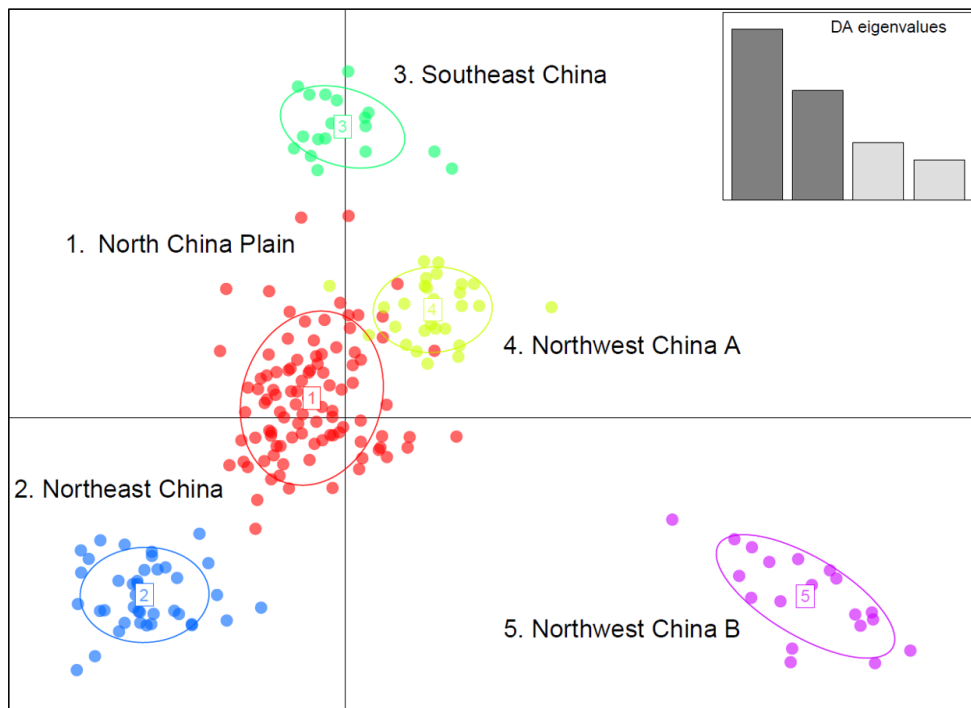 DA eigenvalues
3. Southeast China
3
1. North China Plain
4
4. Northwest China A
1
2. Northeast China
2
5
5. Northwest China B